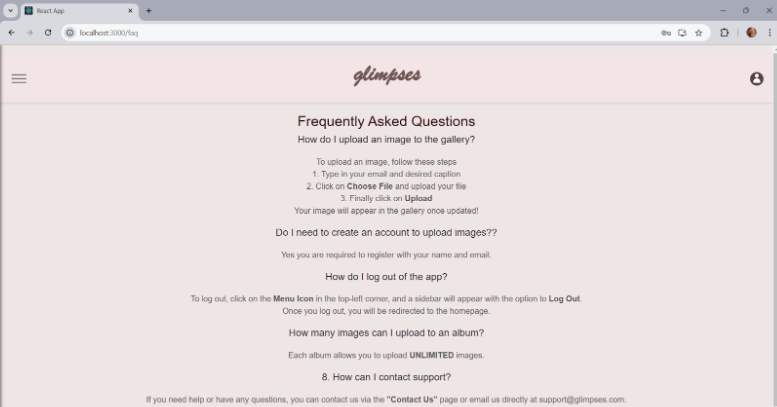 React App
localhost:3000/faq
glimpses
Frequently Asked Questions
How do I upload an image to the gallery?
To upload an image, follow these steps
1. Type in your email and desired caption
2. Click on Choose File and upload your file
3. Finally click on Upload
Your image will appear in the gallery once updated!
Do I need to create an account to upload images??
Yes you are required to register with your name and email.
How do I log out of the app?
To log out, click on the Menu Icon in the top-left corner, and a sidebar will appear with the option to Log Out.
Once you log out, you will be redirected to the homepage.
How many images can I upload to an album?
Each album allows you to upload UNLIMITED images.
8. How can I contact support?
If you need help or have any questions, you can contact us via the "Contact Us" page or email us directly at support@glimpses.com.